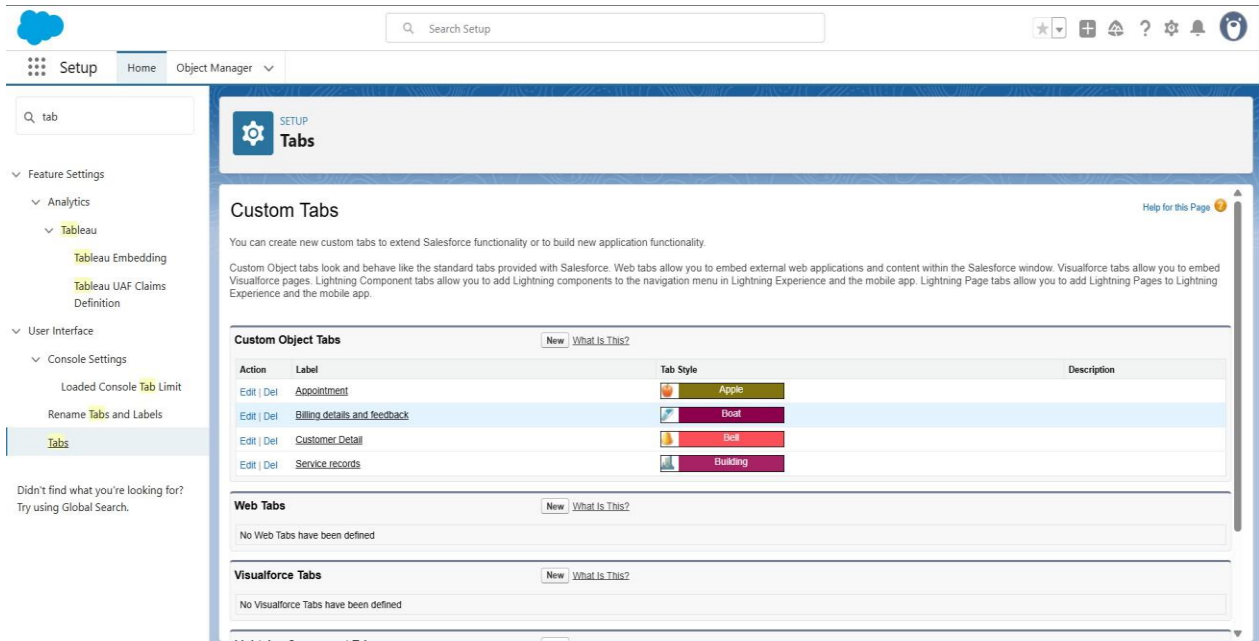 Search Setup
Setup
Home
Object Manager
tab
Feature Settings
Analytics
Tableau
Tableau Embedding
Tableau UAF Claims
Definition
User Interface
Console Settings
Loaded Console Tab Limit
Rename Tabs and Labels
Tabs
Didn't find what you're looking for?
Try using Global Search.
SETUP
Tabs
Custom Tabs
Help for this Page
You can create new custom tabs to extend Salesforce functionality or to build new application functionality.
Custom Object tabs look and behave like the standard tabs provided with Salesforce. Web tabs allow you to embed external web applications and content within the Salesforce window. Visualforce tabs allow you to embed
Visualforce pages. Lightning Component tabs allow you to add Lightning components to the navigation menu in Lightning Experience and the mobile app. Lightning Page tabs allow you to add Lightning Pages to Lightning
Experience and the mobile app.
Custom Object Tabs New What Is This?
Action Label Tab Style Description
Edit | Del Appointment Apple
Edit | Del Billing details and feedback Boat
Edit | Del Customer Detail Bell
Edit | Del Service records Building
Web Tabs New What Is This?
No Web Tabs have been defined
Visualforce Tabs New What Is This?
No Visualforce Tabs have been defined